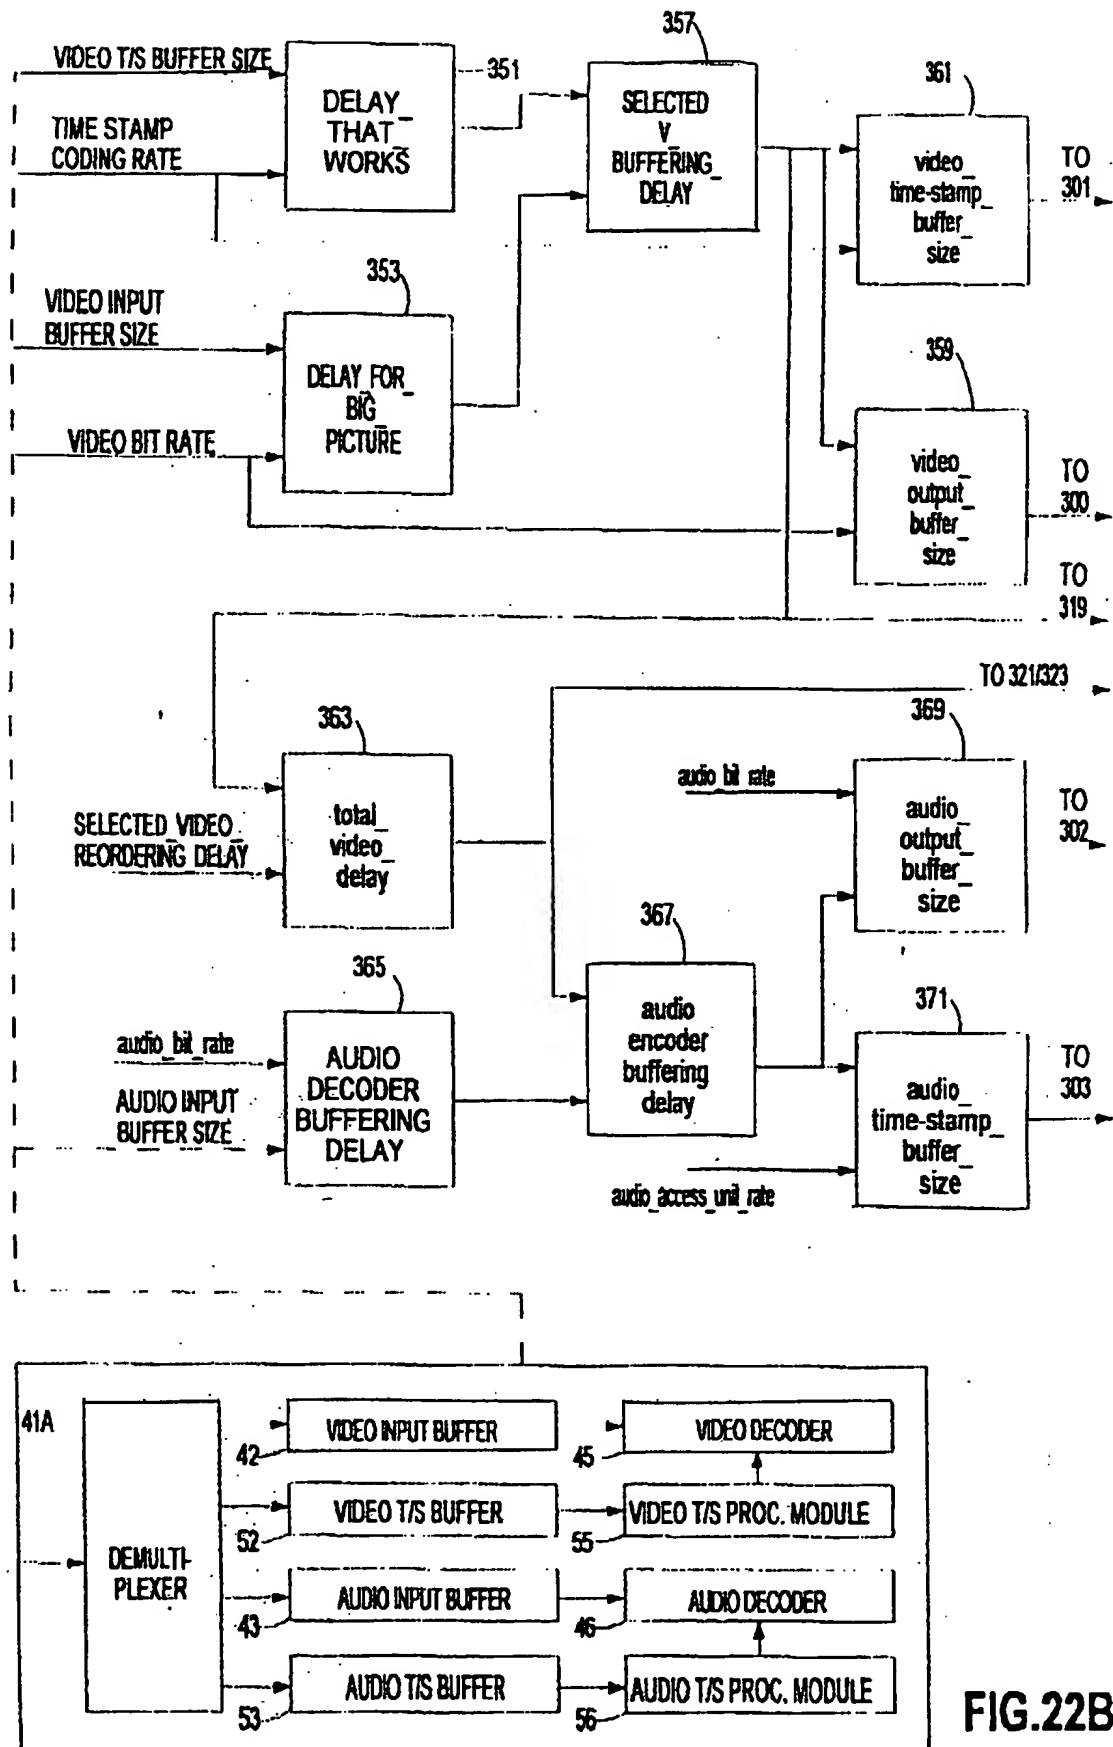 357
VIDEO T/S BUFFER SIZE
351
361
DELAY_
THAT_
WORKS
SELECTED
V_
BUFFERING_
DELAY
TIME STAMP
CODING RATE
video_
time-stamp_
buffer_
size
TO
301
353
VIDEO INPUT
BUFFER SIZE
359
DELAY_FOR_
BIG_
PICTURE
VIDEO BIT RATE
video_
output_
buffer_
size
TO
300
TO
319
TO 321/323
363
369
audio_bit_rate
TO
302
SELECTED_VIDEO_
REORDERING_DELAY
total_
video_
delay
audio_
output_
buffer_
size
367
365
371
audio_bit_rate
AUDIO INPUT
BUFFER SIZE
AUDIO
DECODER
BUFFERING
DELAY
audio
encoder
buffering
delay
audio_
time-stamp_
buffer_
size
TO
303
audio_access_unit_rate
41A
VIDEO INPUT BUFFER
VIDEO DECODER
42
45
VIDEO T/S BUFFER
VIDEO T/S PROC. MODULE
52
55
DEMULTI-
PLEXER
AUDIO INPUT BUFFER
AUDIO DECODER
43
46
AUDIO T/S BUFFER
AUDIO T/S PROC. MODULE
53
56
FIG.22B